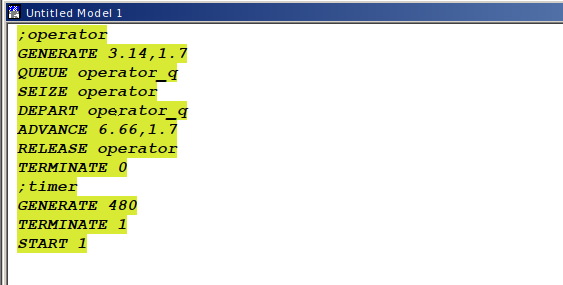 Untitled Model 1
;operator
GENERATE 3.14,1.7
QUEUE operator_q
SEIZE operator
DEPART operator_q
ADVANCE 6.66,1.7
RELEASE operator
TERMINATE 0
;timer
GENERATE 480
TERMINATE 1
START 1